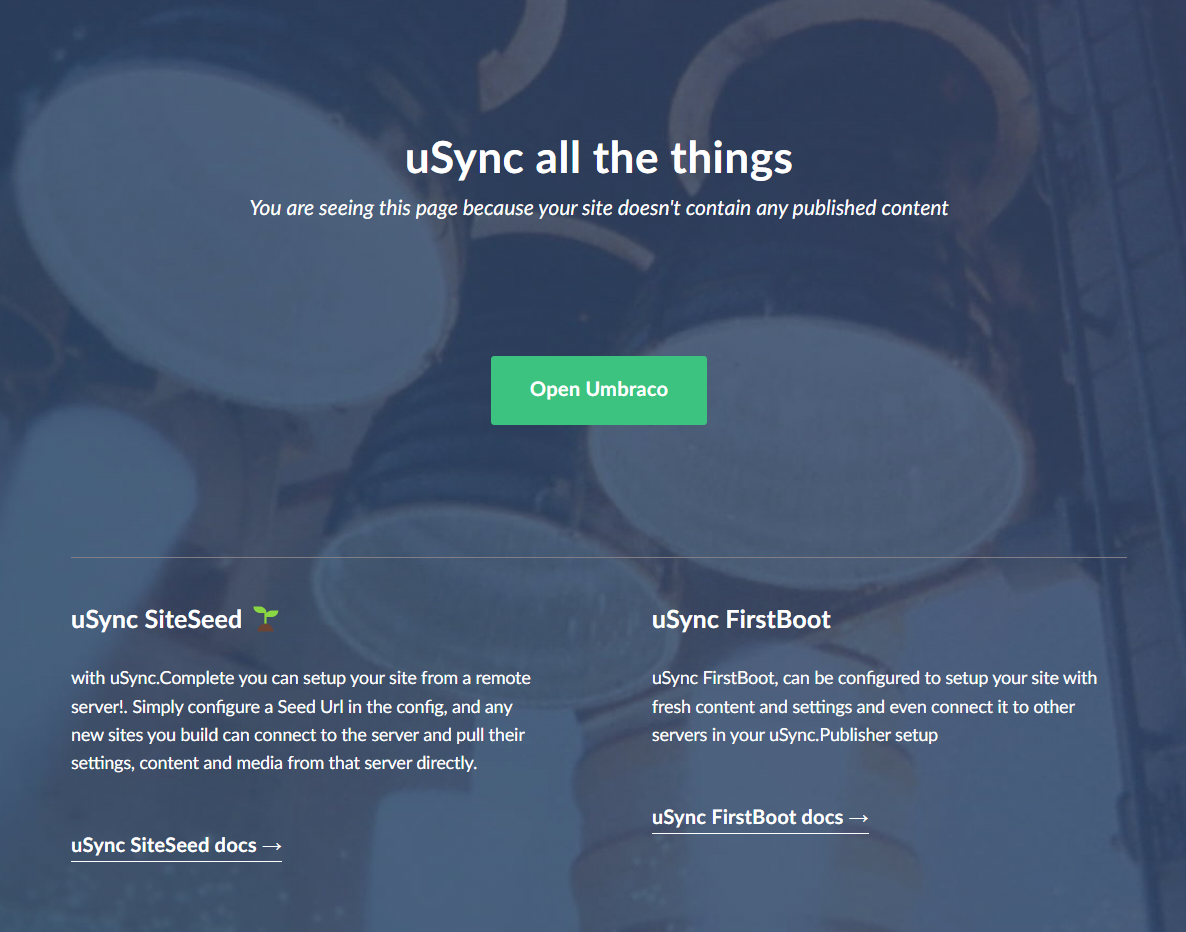 uSync all the things
You are seeing this page because your site doesn't contain any published content
Open Umbraco
uSync SiteSeed 🌱
with uSync.Complete you can setup your site from a remote
server!. Simply configure a Seed Url in the config, and any
new sites you build can connect to the server and pull their
settings, content and media from that server directly.
uSync SiteSeed docs →
uSync FirstBoot
uSync FirstBoot, can be configured to setup your site with
fresh content and settings and even connect it to other
servers in your uSync.Publisher setup
uSync FirstBoot docs →